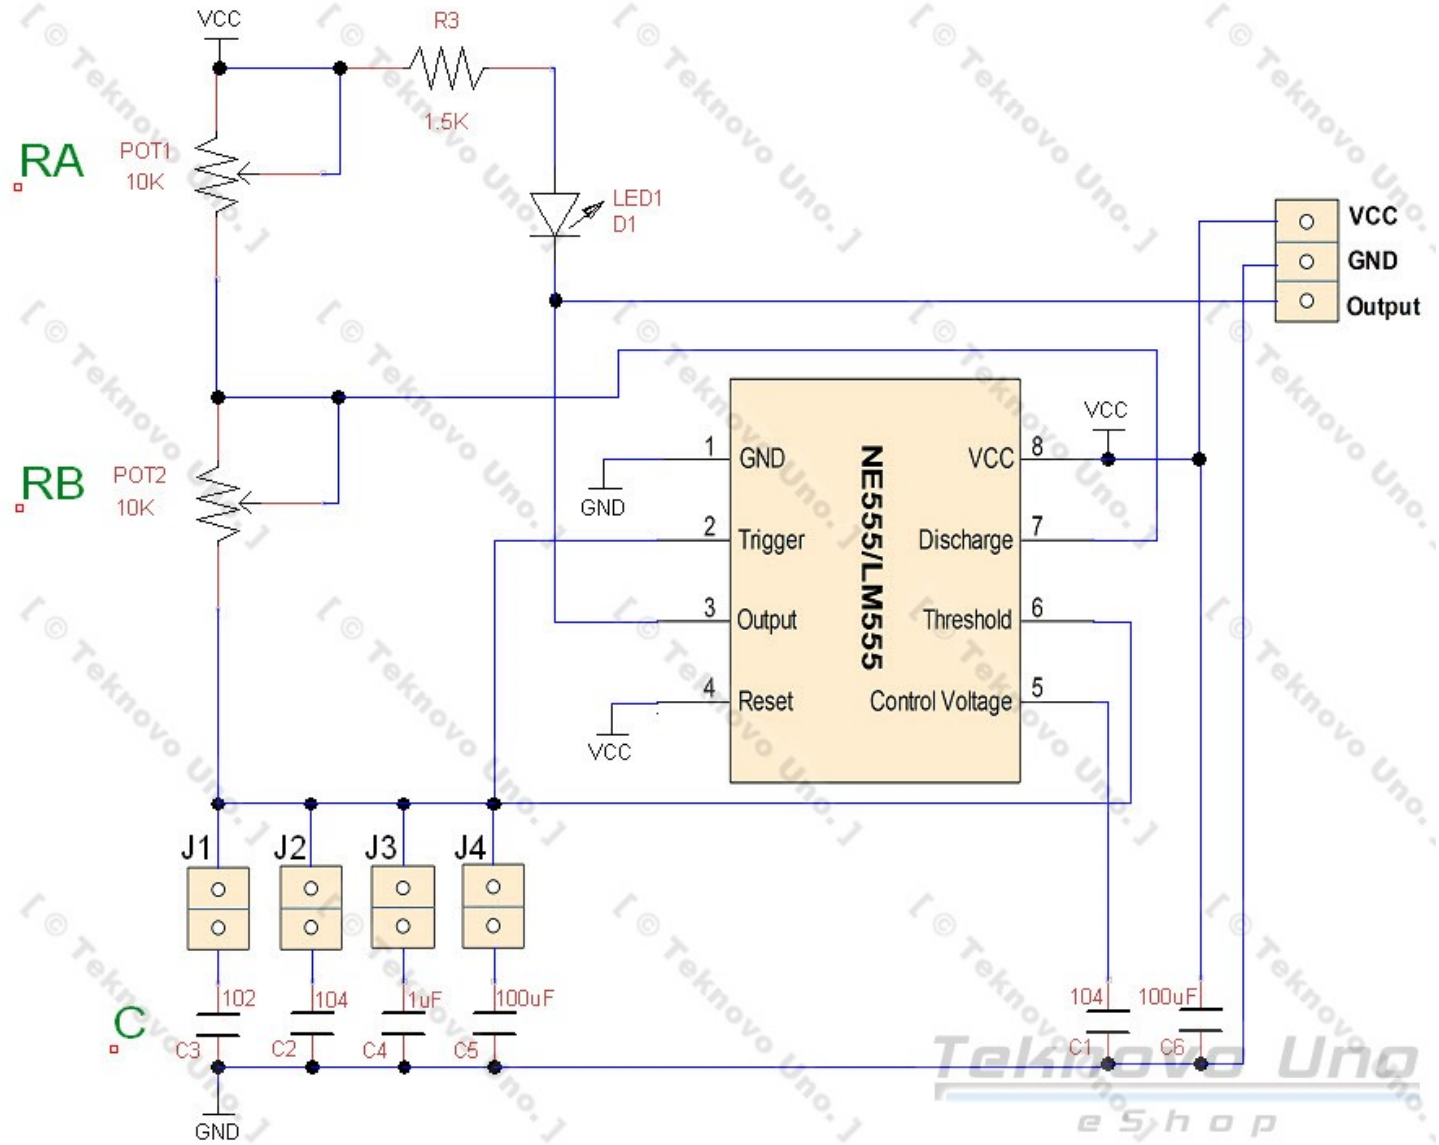 VCC
R3
1.5K
RA
POT1
10K
LED1
D1
VCC
GND
Output
RB
POT2
10K
VCC
1
GND
GND
NE555/LM555
VCC
8
2
Trigger
Discharge
7
3
Output
Threshold
6
4
Reset
VCC
Control Voltage
5
J1
J2
J3
J4
102
104
1uF
100uF
104
100uF
C
C3
C2
C4
C5
C1
C6
GND
Teknovo Uno
eShop
[ © Teknovo Uno. ]